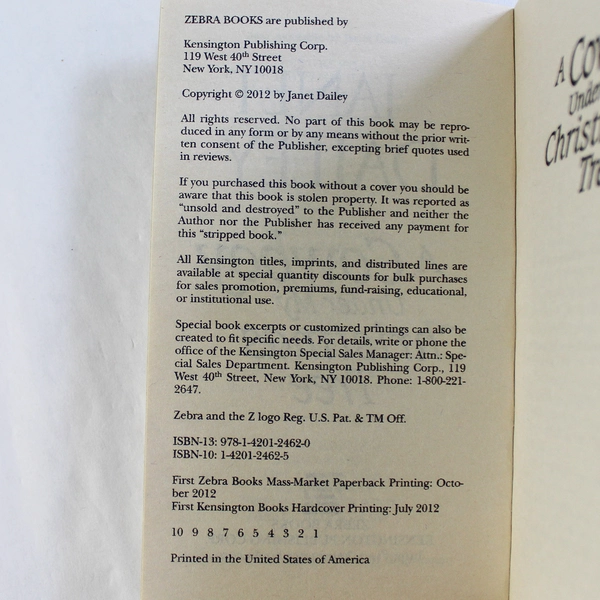 ZEBRA BOOKS are published by
Kensington Publishing Corp.
119 West 40th Street
New York, NY 10018
Copyright © 2012 by Janet Dailey
All rights reserved. No part of this book may be repro-
duced in any form or by any means without the prior writ-
ten consent of the Publisher, excepting brief quotes used
in reviews.
If you purchased this book without a cover you should be
aware that this book is stolen property. It was reported as
“unsold and destroyed” to the Publisher and neither the
Author nor the Publisher has received any payment for
this “stripped book.”
All Kensington titles, imprints, and distributed lines are
available at special quantity discounts for bulk purchases
for sales promotion, premiums, fund-raising, educational,
or institutional use.
Special book excerpts or customized printings can also be
created to fit specific needs. For details, write or phone the
office of the Kensington Special Sales Manager: Attn.: Spe-
cial Sales Department. Kensington Publishing Corp., 119
West 40th Street, New York, NY 10018. Phone: 1-800-221-
2647.
Zebra and the Z logo Reg. U.S. Pat. & TM Off.
ISBN-13: 978-1-4201-2462-0
ISBN-10: 1-4201-2462-5
First Zebra Books Mass-Market Paperback Printing: Octo-
ber 2012
First Kensington Books Hardcover Printing: July 2012
10 9 8 7 6 5 4 3 2 1
Printed in the United States of America
A Cov
Unde
Christ
Tre